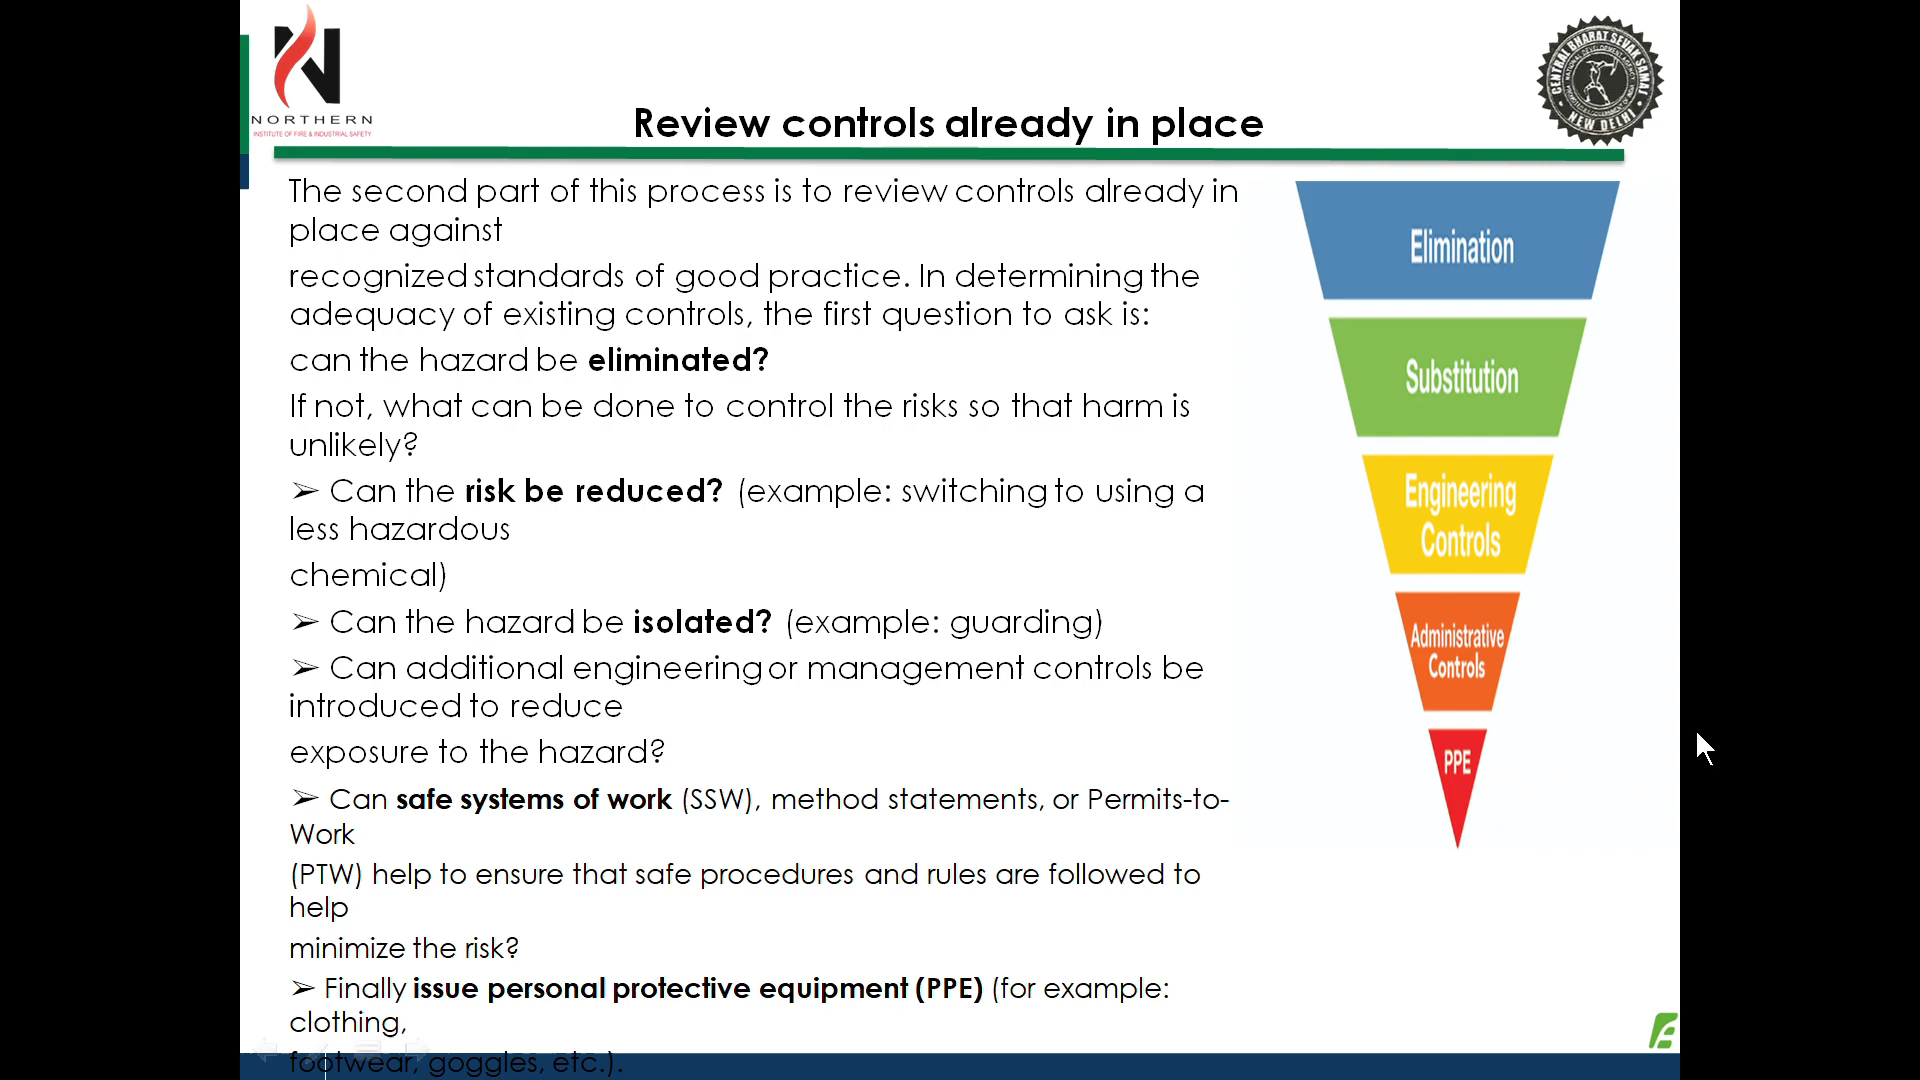 NORTHERN
INSTITUTE OF FIRE & INDUSTRIAL SAFETY
CENTRAL BHARAT SEVAK SAMAJ
NEW DELHI
Review controls already in place
The second part of this process is to review controls already in
place against
recognized standards of good practice. In determining the
adequacy of existing controls, the first question to ask is:
can the hazard be eliminated?
If not, what can be done to control the risks so that harm is
unlikely?
➢ Can the risk be reduced? (example: switching to using a
less hazardous
chemical)
➢ Can the hazard be isolated? (example: guarding)
➢ Can additional engineering or management controls be
introduced to reduce
exposure to the hazard?
➢ Can safe systems of work (SSW), method statements, or Permits-to-
Work
(PTW) help to ensure that safe procedures and rules are followed to
help
minimize the risk?
➢ Finally issue personal protective equipment (PPE) (for example:
clothing,
footwear, goggles, etc.).
Elimination
Substitution
Engineering
Controls
Administrative
Controls
PPE